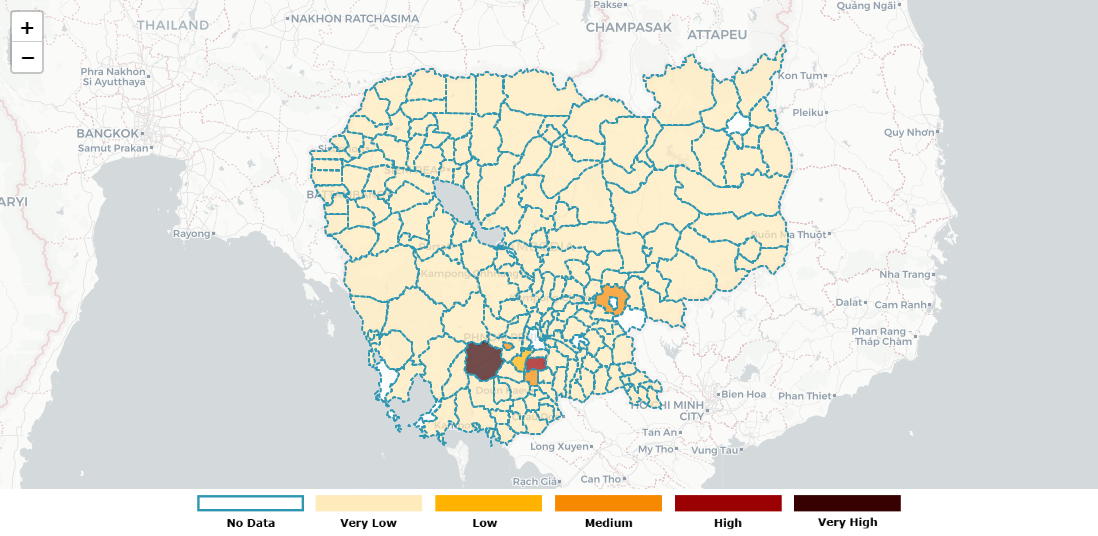 +
−
THAILAND
NAKHON RATCHASIMA
Pakse
CHAMPASAK
ATTAPEU
Quảng Ngãi
Phra Nakhon
Si Ayutthaya
Kon Tum
BANGKOK
Samut Prakan
Pleiku
Quy Nhơn
ARYI
Rayong
Buôn Ma Thuột
Nha Trang
Dalat
Cam Ranh
Phan Rang -
Tháp Chàm
Bien Hoa
Phan Thiet
HO CHI MINH
CITY
Tan An
My Tho
Vung Tau
Long Xuyen
Rach Giá
Can Tho
No Data
Very Low
Low
Medium
High
Very High